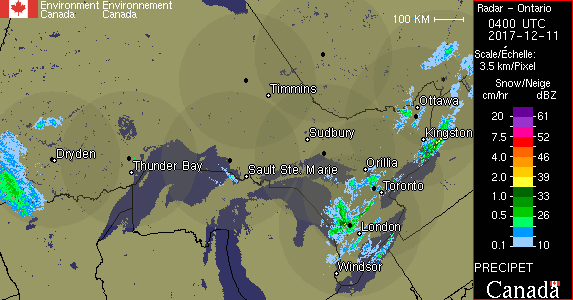 Environment Environnement
Canada Canada
100 KM
Timmins
Ottawa
Sudbury
Kingston
Dryden
Thunder Bay
Sault Ste. Marie
Orillia
Toronto
London
Windsor
Radar - Ontario
0400 UTC
2017-12-11
Scale/Échelle:
3.5 km/Pixel
Snow/Neige
cm/hr dBZ
20 61
7.5 52
4.0 46
2.0 39
1.0 33
0.5 26
0.1 10
PRECIPET
Canada